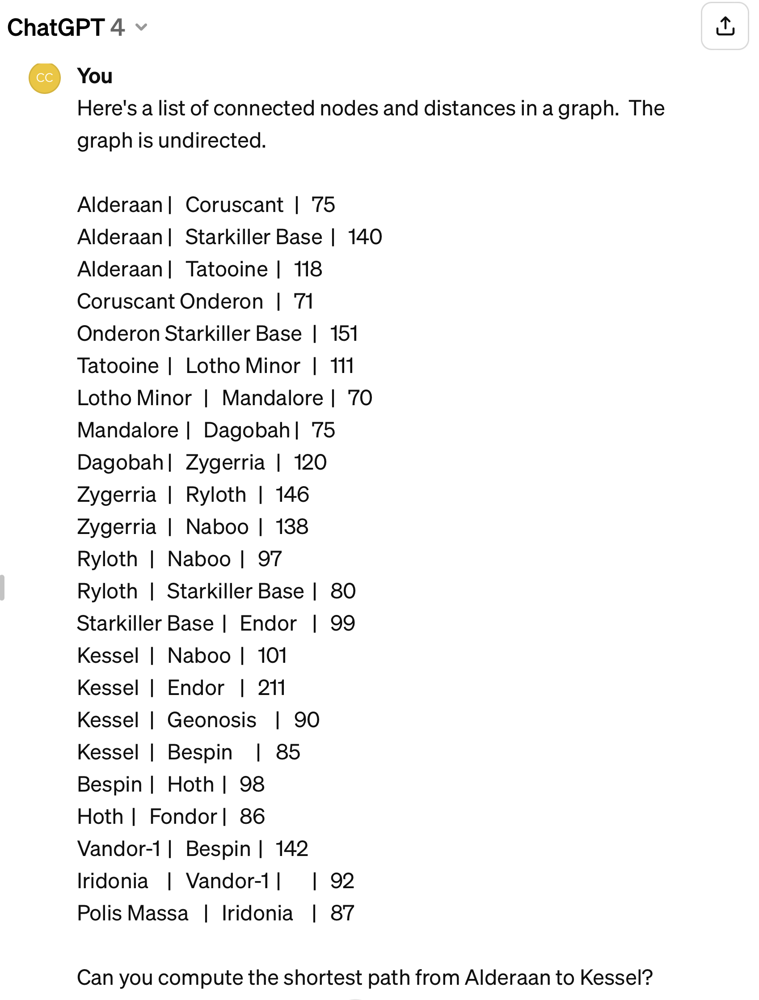 ChatGPT 4
CC
You
Here's a list of connected nodes and distances in a graph.  The
graph is undirected.
Alderaan |  Coruscant  |  75
Alderaan |  Starkiller Base |  140
Alderaan |  Tatooine |  118
Coruscant Onderon  |  71
Onderon Starkiller Base  |  151
Tatooine |  Lotho Minor  |  111
Lotho Minor  |  Mandalore |  70
Mandalore |  Dagobah |  75
Dagobah |  Zygerria  |  120
Zygerria  |  Ryloth  |  146
Zygerria  |  Naboo |  138
Ryloth  |  Naboo |  97
Ryloth  |  Starkiller Base |  80
Starkiller Base |  Endor  |  99
Kessel  |  Naboo |  101
Kessel  |  Endor  |  211
Kessel  |  Geonosis  |  90
Kessel  |  Bespin   |  85
Bespin |  Hoth |  98
Hoth |  Fondor |  86
Vandor-1 |  Bespin |  142
Iridonia  |  Vandor-1 |   |  92
Polis Massa  |  Iridonia  |  87
Can you compute the shortest path from Alderaan to Kessel?